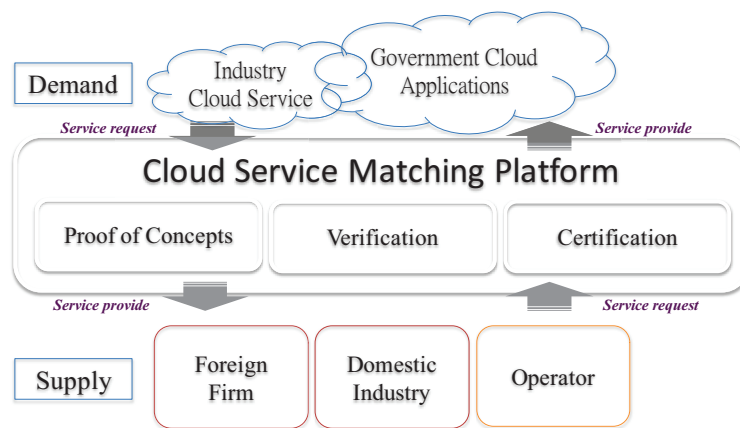 Demand
Industry
Cloud Service
Government Cloud
Applications
Service request
Service provide
Cloud Service Matching Platform
Proof of Concepts
Verification
Certification
Service provide
Service request
Supply
Foreign
Firm
Domestic
Industry
Operator